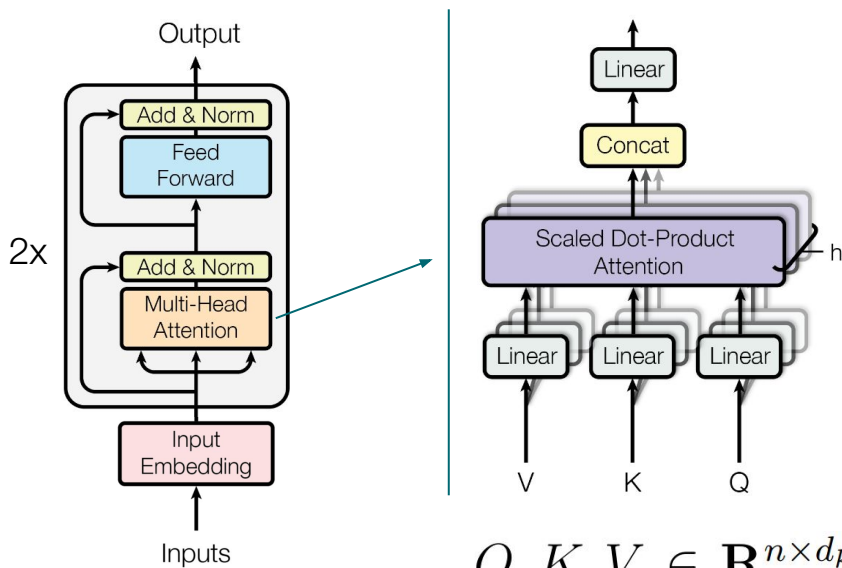 Output
Add & Norm
Feed
Forward
2x
Add & Norm
Multi-Head
Attention
Input
Embedding
Inputs
Linear
Concat
Scaled Dot-Product
Attention
h
Linear Linear Linear
V K Q
Q, K, V ∈ R^{n×d_k}